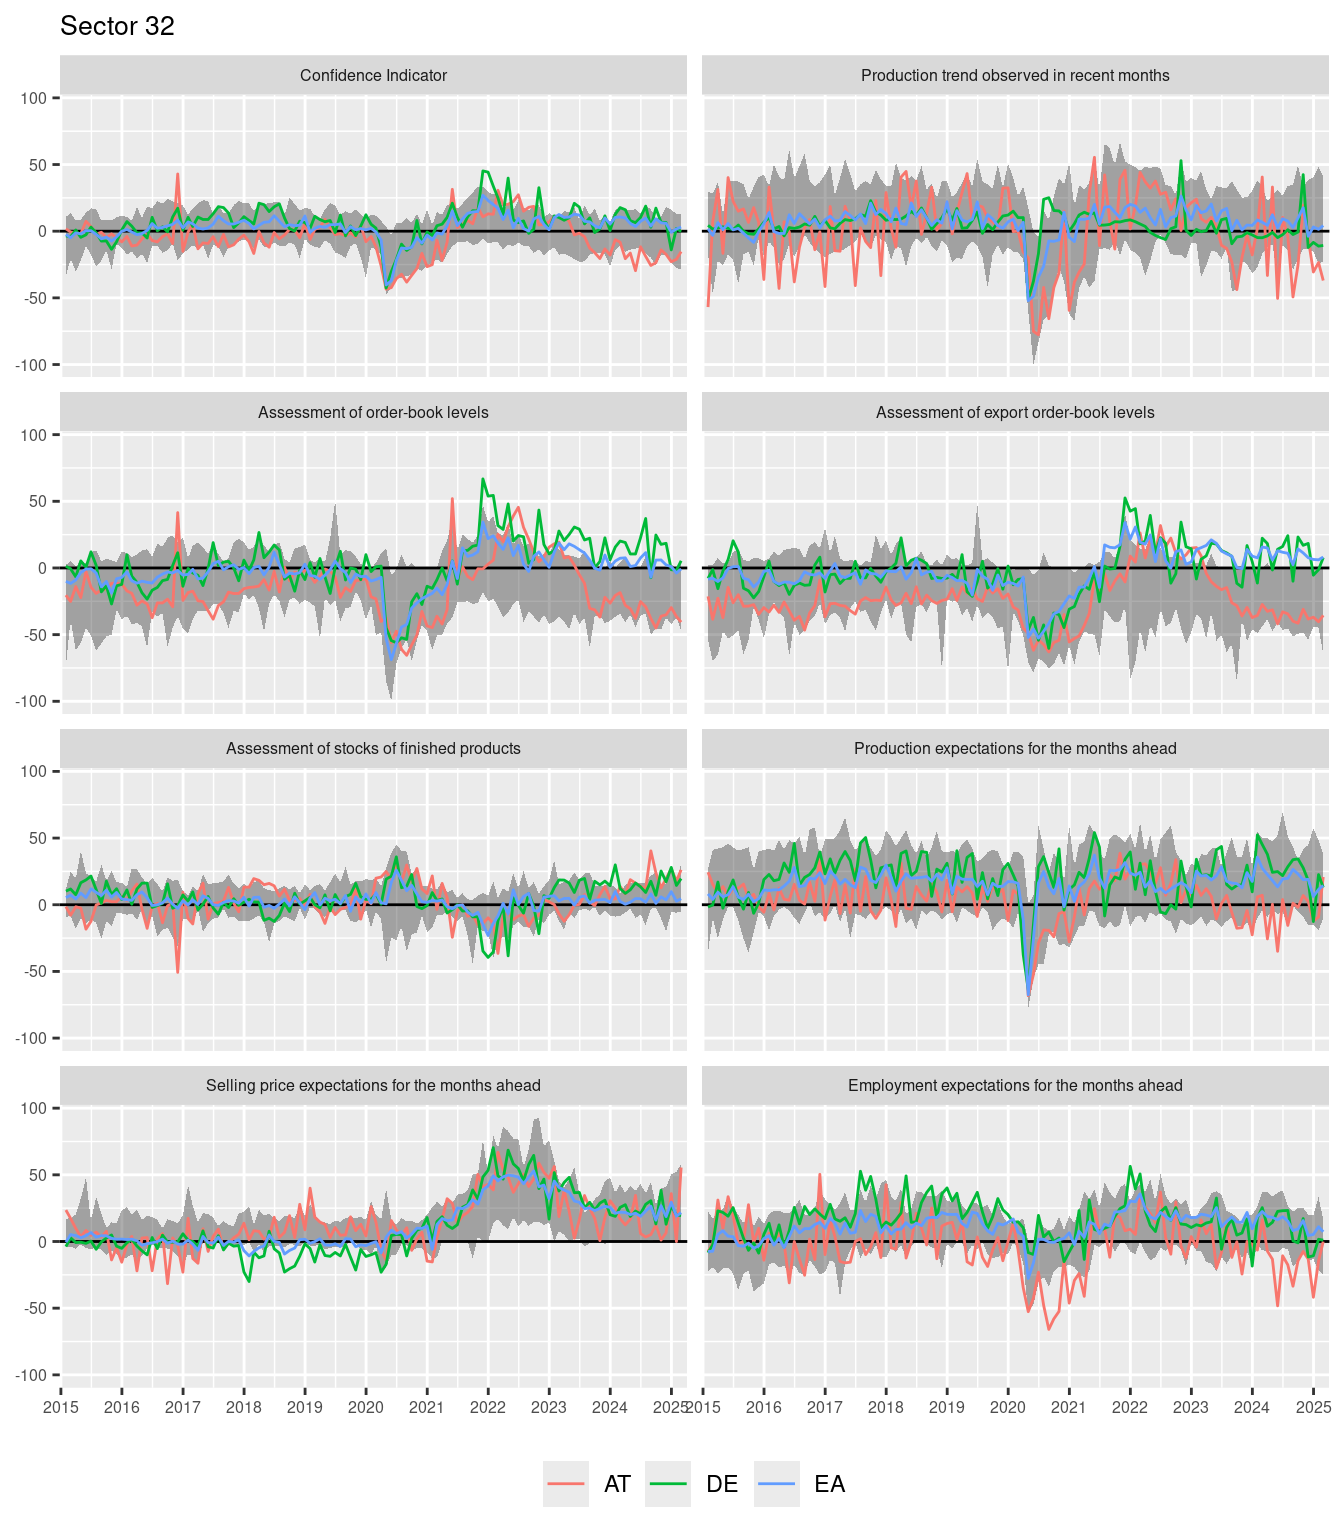 Sector 32
Confidence Indicator
Production trend observed in recent months
100
50
0
-50
-100
Assessment of order-book levels
Assessment of export order-book levels
100
50
0
-50
-100
Assessment of stocks of finished products
Production expectations for the months ahead
100
50
0
-50
-100
Selling price expectations for the months ahead
Employment expectations for the months ahead
100
50
0
-50
-100
2015 2016 2017 2018 2019 2020 2021 2022 2023 2024 2025
2015 2016 2017 2018 2019 2020 2021 2022 2023 2024 2025
AT DE EA